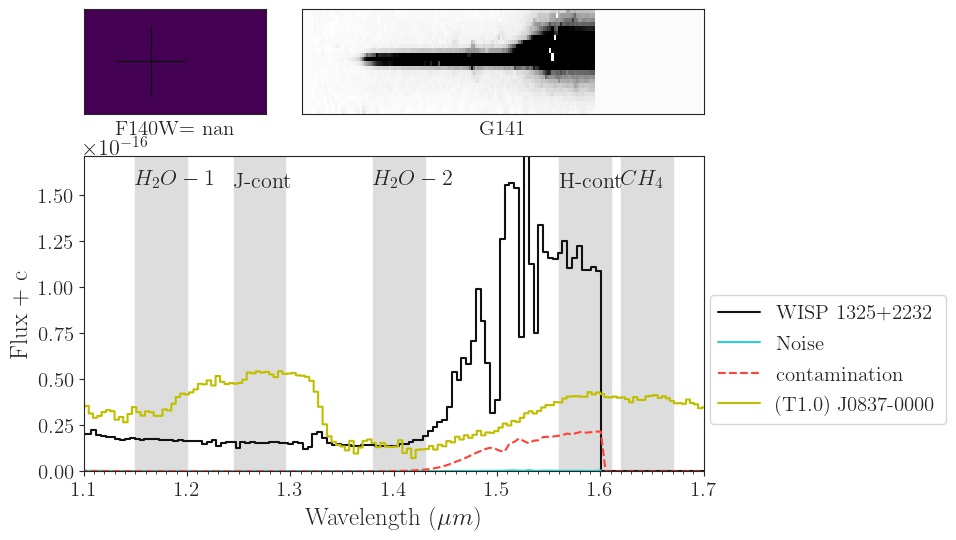 F140W= nan
G141
×10⁻¹⁶
H₂O − 1
J-cont
H₂O − 2
H-cont
CH₄
1.50
1.25
1.00
0.75
0.50
0.25
0.00
Flux + c
1.1
1.2
1.3
1.4
1.5
1.6
1.7
Wavelength (μm)
WISP 1325+2232
Noise
contamination
(T1.0) J0837-0000